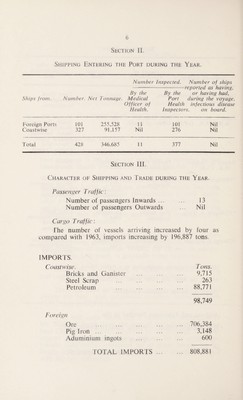 6
SECTION II.
SHIPPING ENTERING THE PORT DURING THE YEAR.
Number Inspected. Number of ships
reported as having,
By the By the or having had,
Ships from. Number. Net Tonnage. Medical Port during the voyage,
Officer of Health infectious disease
Health. Inspectors. on board.
Foreign Ports 101 255,528 11 101 Nil
Coastwise 327 91,157 Nil 276 Nil
Total 428 346,685 11 377 Nil
SECTION III.
CHARACTER OF SHIPPING AND TRADE DURING THE YEAR.
Passenger Traffic:
Number of passengers Inwards ... ... 13
Number of passengers Outwards ... Nil
Cargo Traffic:
The number of vessels arriving increased by four as
compared with 1963, imports increasing by 196,887 tons.
IMPORTS.
Coastwise. Tons.
Bricks and Ganister ... ... ... 9,715
Steel Scrap ... ... ... ... 263
Petroleum ... ... ... ... 88,771
98,749
Foreign
Ore ... ... ... ... ... 706,384
Pig Iron ... ... ... ... ... 3,148
Aduminium ingots ... ... ... 600
TOTAL IMPORTS ... ... 808,881